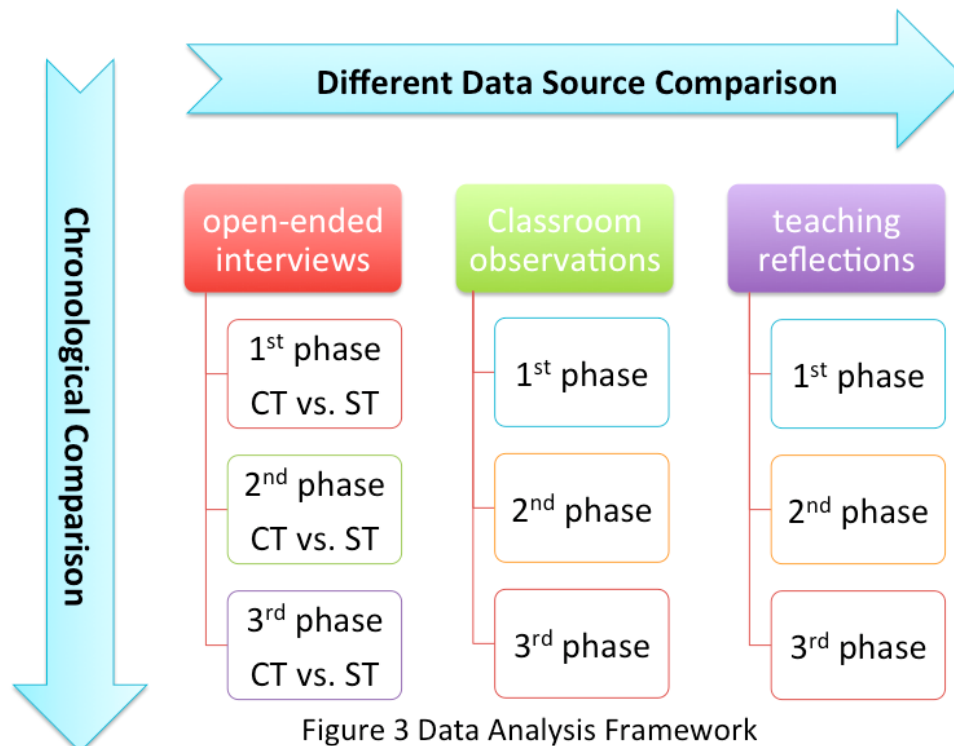 Different Data Source Comparison
Chronological Comparison
open-ended
interviews
Classroom
observations
teaching
reflections
1st phase
CT vs. ST
1st phase
1st phase
2nd phase
CT vs. ST
2nd phase
2nd phase
3rd phase
CT vs. ST
3rd phase
3rd phase
Figure 3 Data Analysis Framework